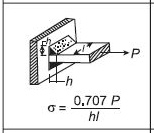 h
l
P
h
σ = 0,707 P / hl